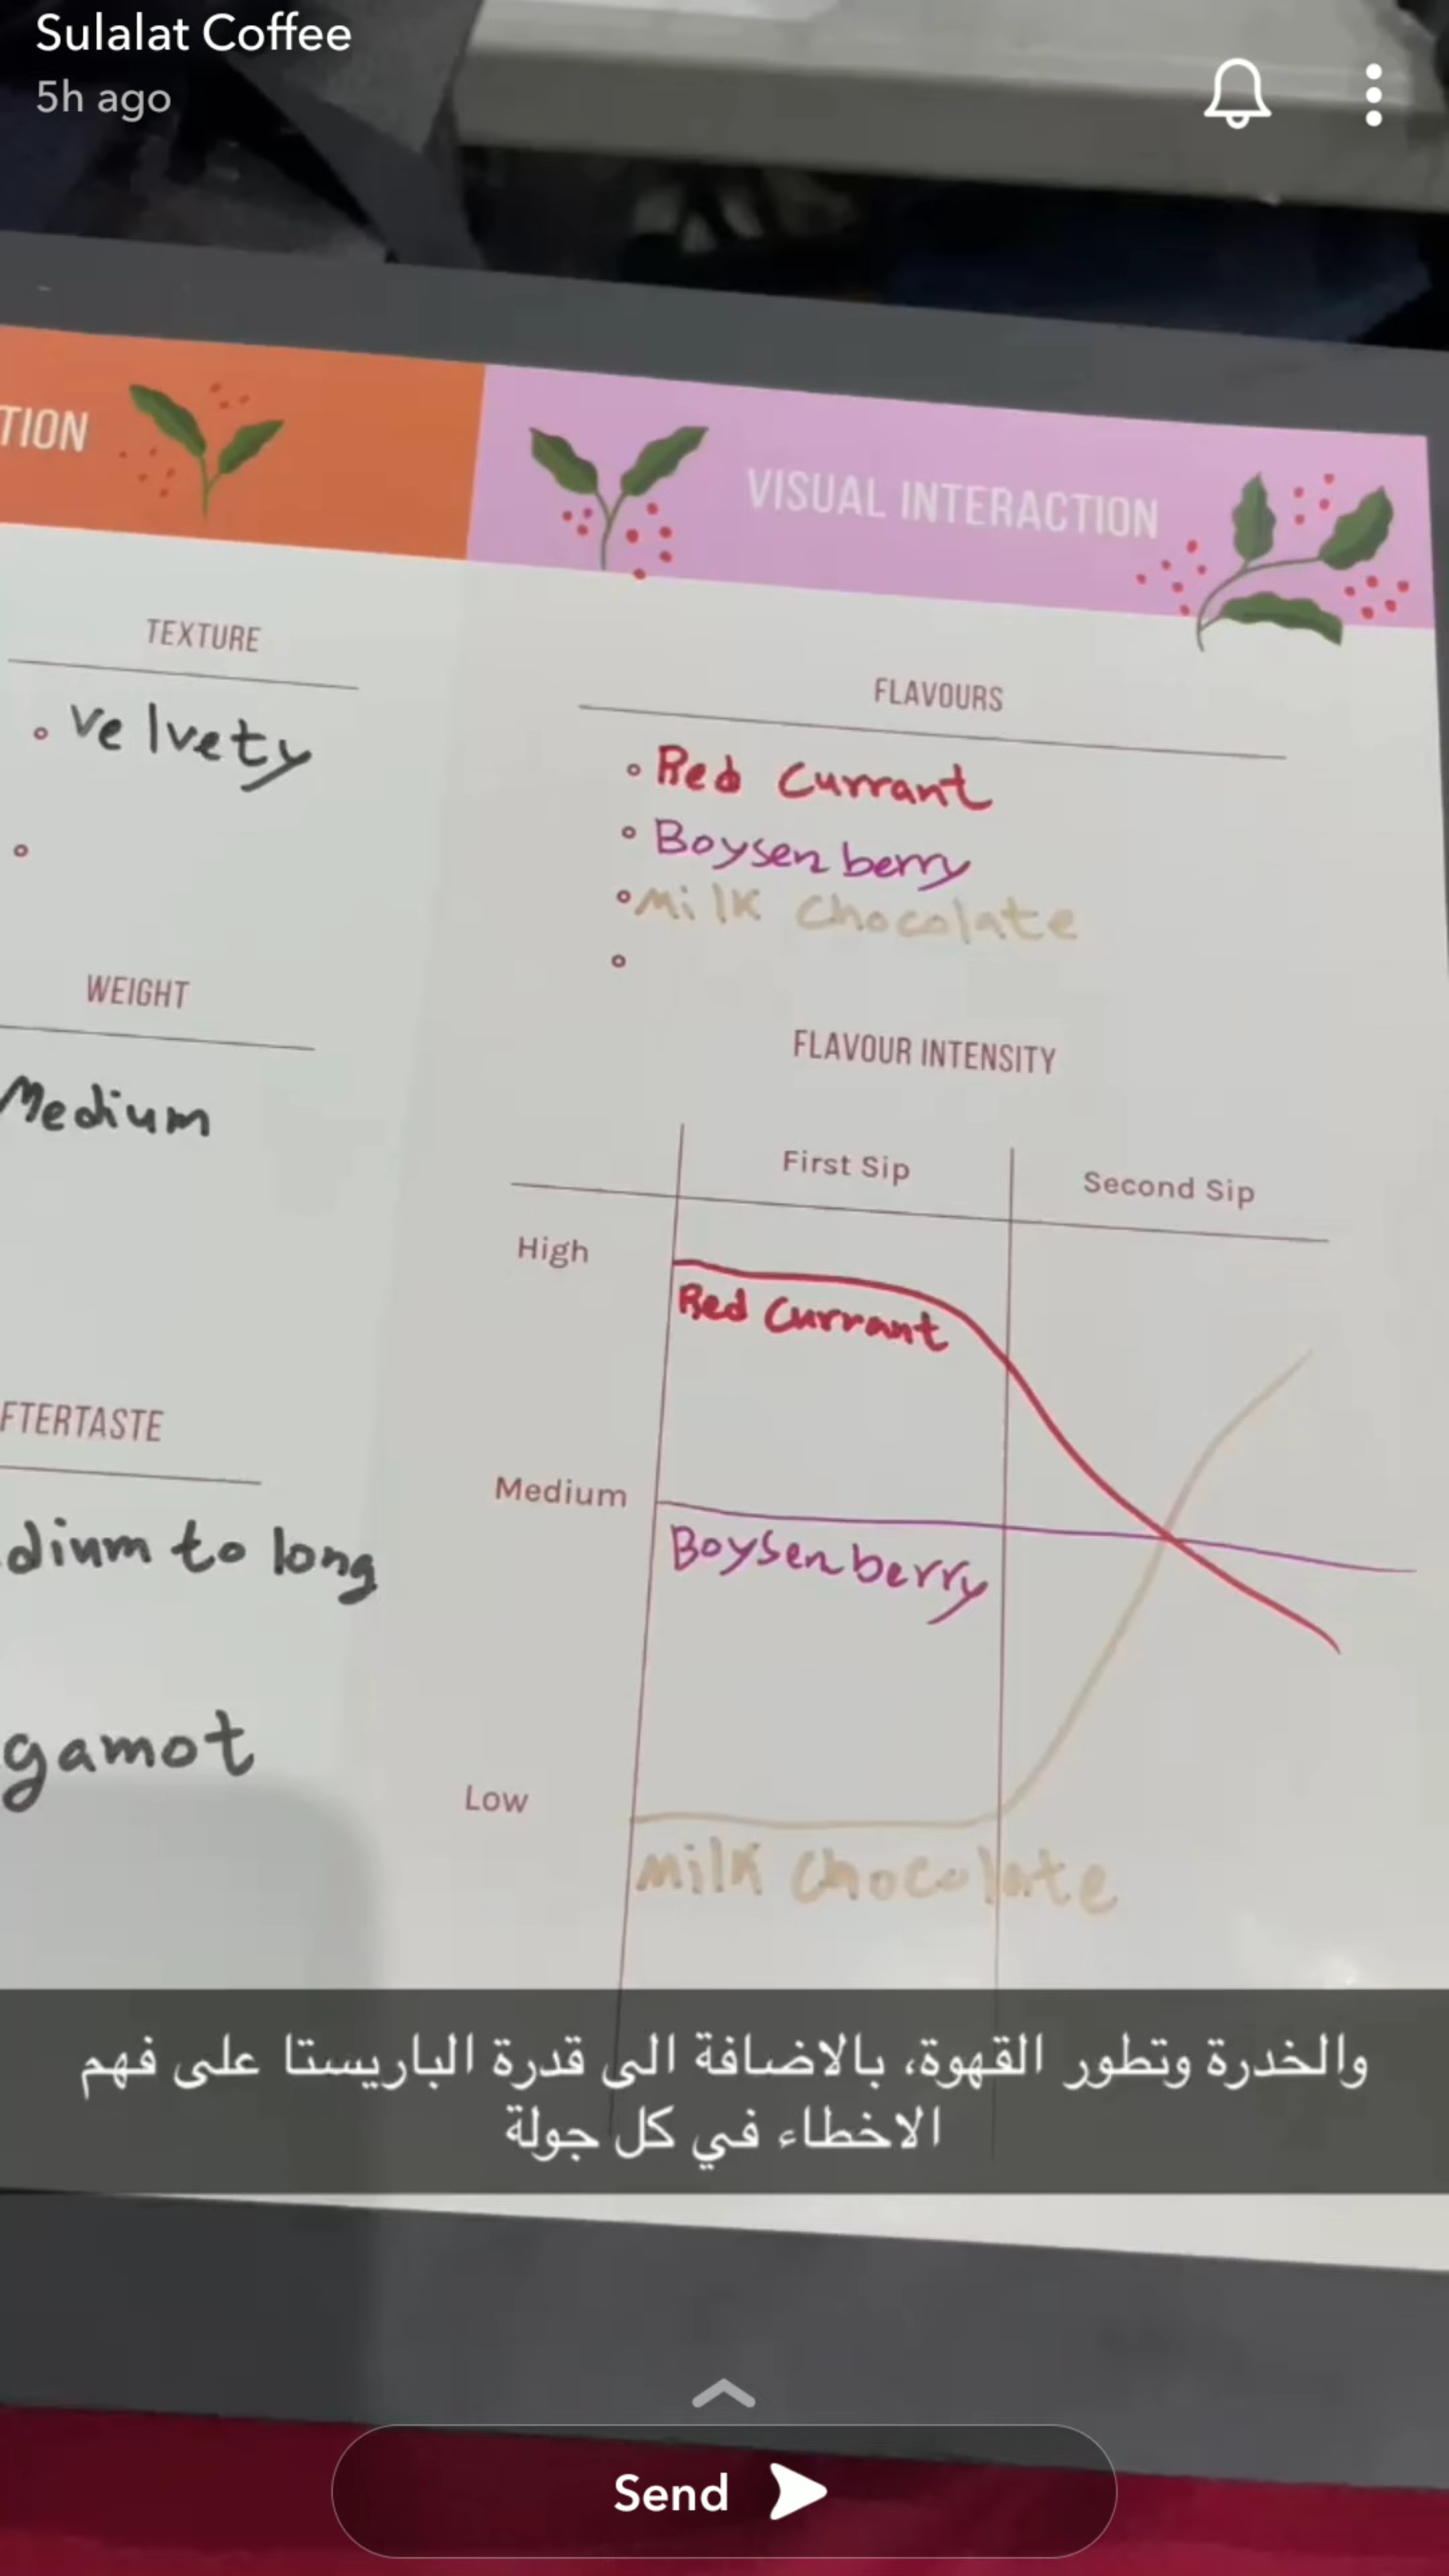 Sulalat Coffee
5h ago
TION
VISUAL INTERACTION
TEXTURE
velvety
WEIGHT
Medium
FTERTASTE
dium to long
gamot
FLAVOURS
Red Currant
Boysenberry
Milk Chocolate
FLAVOUR INTENSITY
First Sip
Second Sip
High
Red Currant
Medium
Boysenberry
Low
milk chocolate
والخدرة وتطور القهوة، بالاضافة الى قدرة الباريستا على فهم
الاخطاء في كل جولة
Send